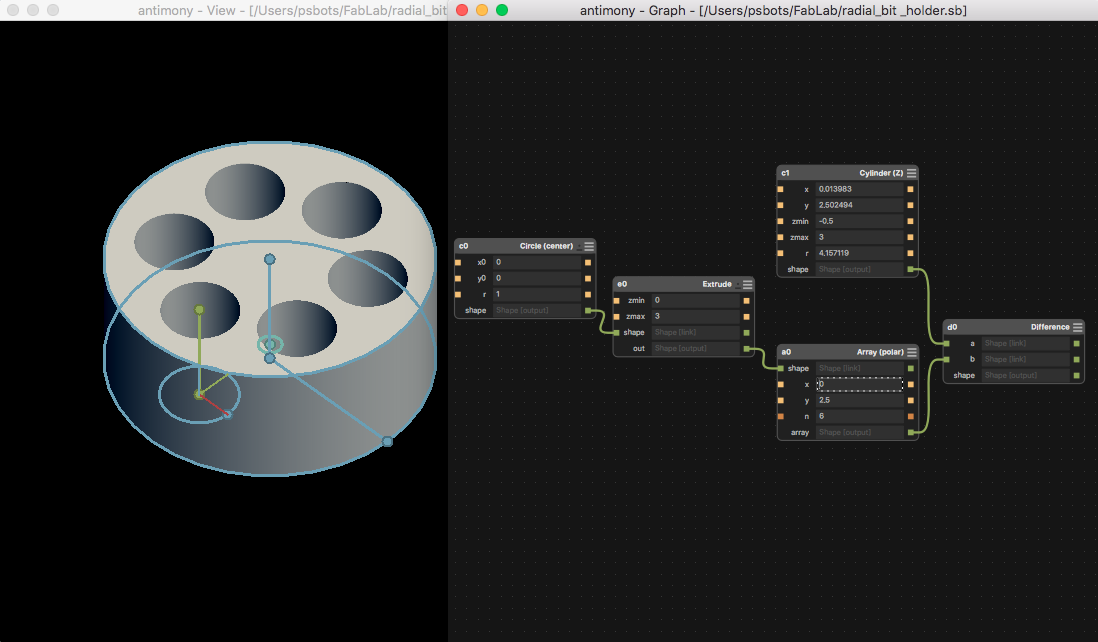 antimony - View - [/Users/psbots/FabLab/radial_bit
antimony - Graph - [/Users/psbots/FabLab/radial_bit _holder.sb]
c1 Cylinder (Z)
x 0.013983
y 2.502494
zmin -0.5
zmax 3
r 4.157119
shape Shape [output]
c0 Circle (center)
x0 0
y0 0
r 1
shape Shape [output]
e0 Extrude
zmin 0
zmax 3
shape Shape [link]
out Shape [output]
a0 Array (polar)
shape Shape [link]
x 0
y 2.5
n 6
array Shape [output]
d0 Difference
a Shape [link]
b Shape [link]
shape Shape [output]